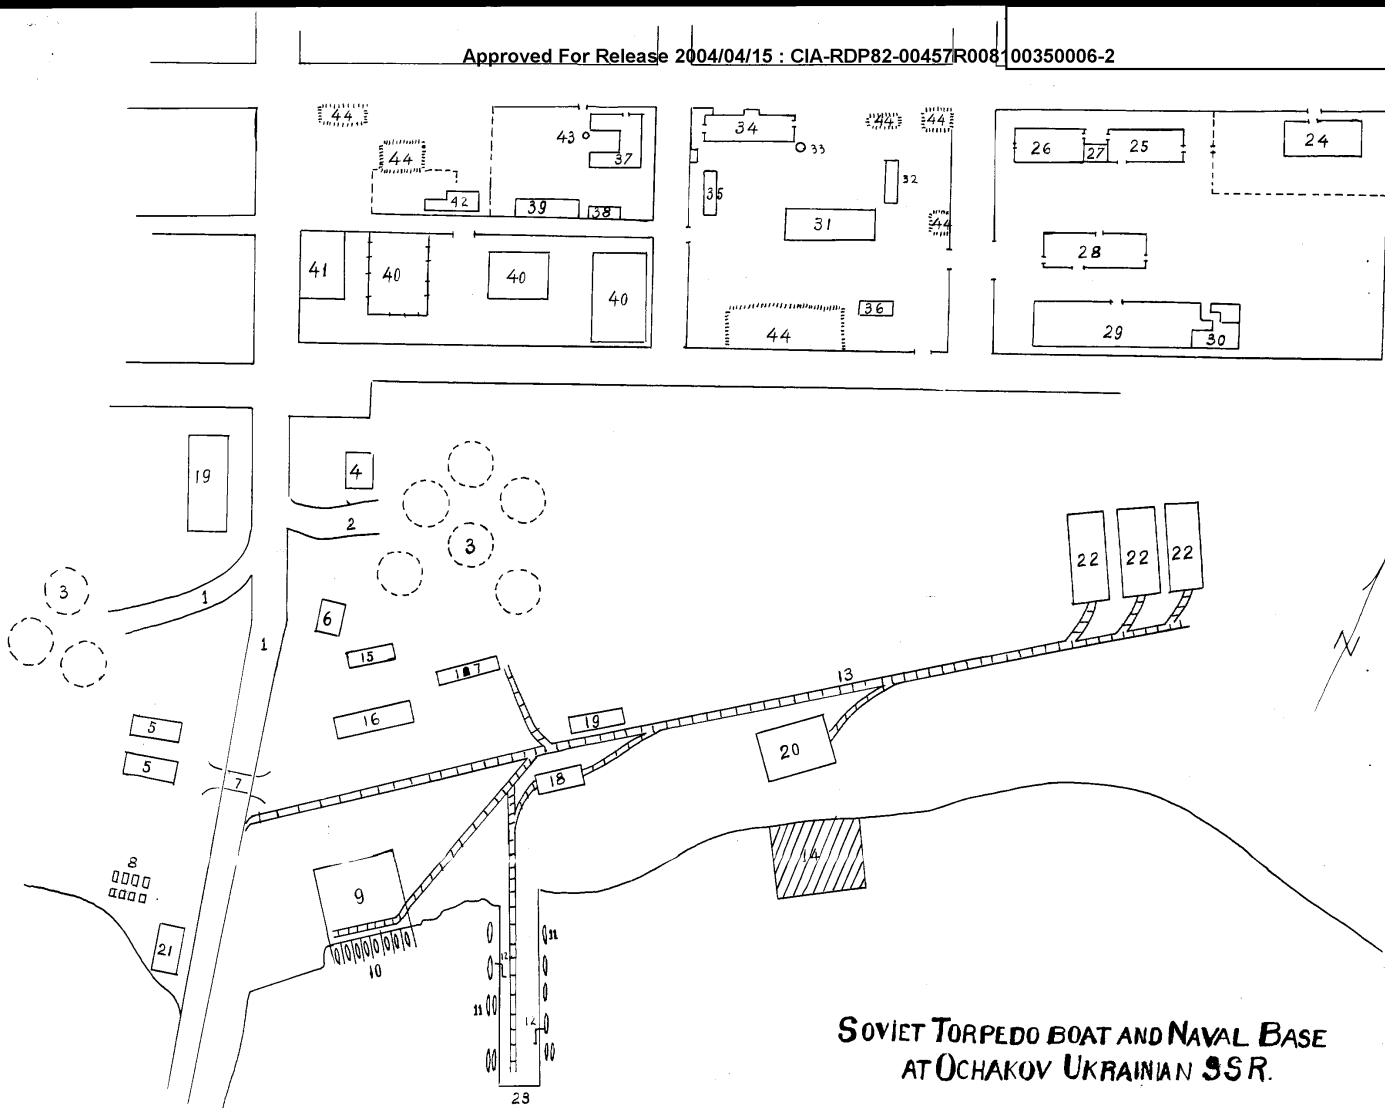 Approved For Release 2004/04/15 : CIA-RDP82-00457R008100350006-2
44 44 43 37 42 39 38
34 33 35 32 31 44 44 44
26 27 25 24
41 40 40 40
36 44
28 29 30
19 4 2 3
3 1 1 6 15
22 22 22
N
16 17 19 13
5 5 7 18 20
8 9 14
21 10 11 12
11 12
23
SOVIET TORPEDO BOAT AND NAVAL BASE
AT OCHAKOV UKRAINIAN SSR.